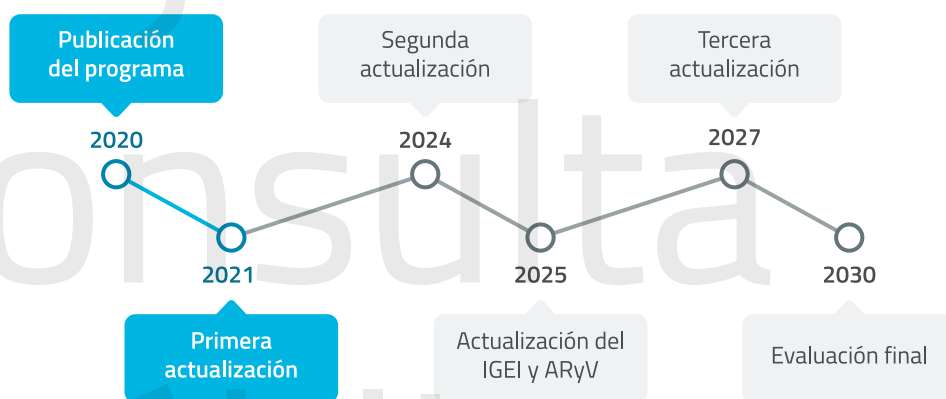 Publicación
del programa
Segunda
actualización
Tercera
actualización
2020
2024
2027
onsulta
2021
2025
2030
Primera
actualización
Actualización del
IGEI y ARyV
Evaluación final